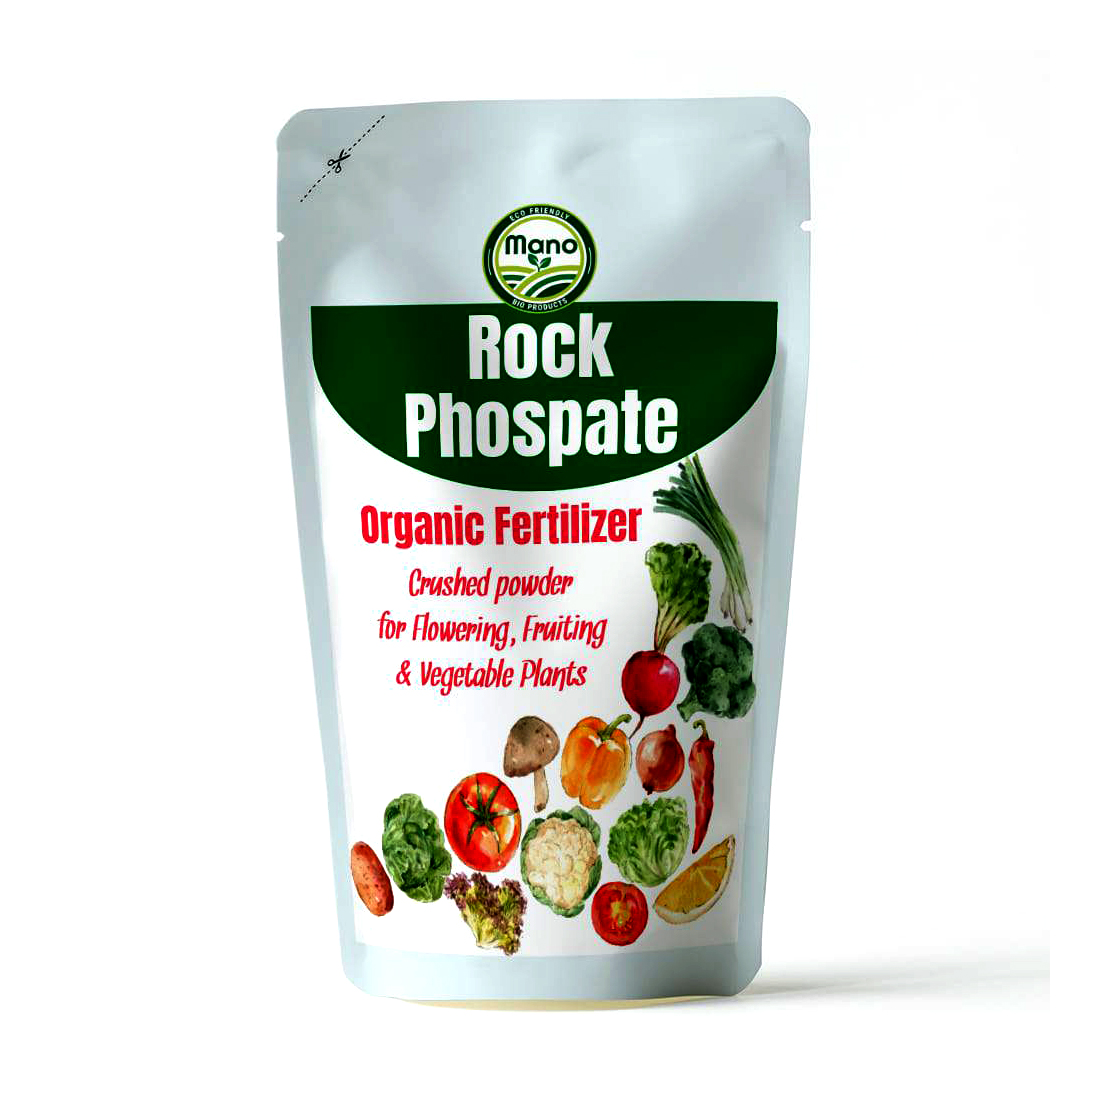 ECO FRIENDLY
Mano
BIO PRODUCTS
Rock
Phospate
Organic Fertilizer
Crushed powder
for Flowering, Fruiting
& Vegetable Plants